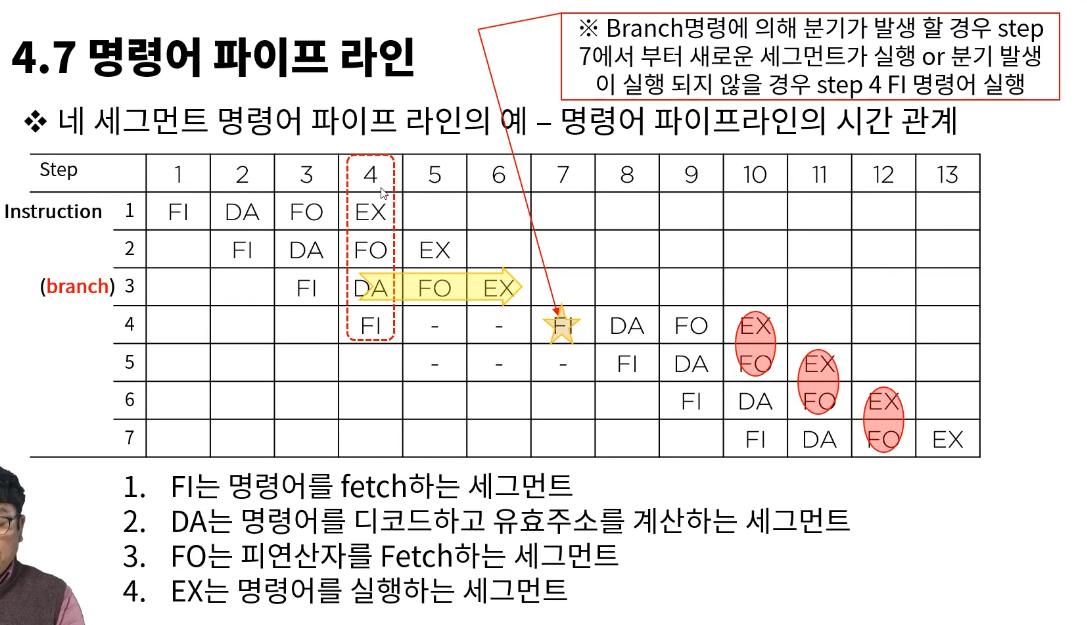 ※ Branch명령에 의해 분기가 발생 할 경우 step
7에서 부터 새로운 세그먼트가 실행 or 분기 발생
이 실행 되지 않을 경우 step 4 FI 명령어 실행
4.7 명령어 파이프 라인
❖ 네 세그먼트 명령어 파이프 라인의 예 – 명령어 파이프라인의 시간 관계
Step 1 2 3 4 5 6 7 8 9 10 11 12 13
Instruction 1 FI DA FO EX
2 FI DA FO EX
(branch) 3 FI DA FO EX
4 FI - - FI DA FO EX
5 - - - FI DA FO EX
6 FI DA FO EX
7 FI DA FO EX
1. FI는 명령어를 fetch하는 세그먼트
2. DA는 명령어를 디코드하고 유효주소를 계산하는 세그먼트
3. FO는 피연산자를 Fetch하는 세그먼트
4. EX는 명령어를 실행하는 세그먼트